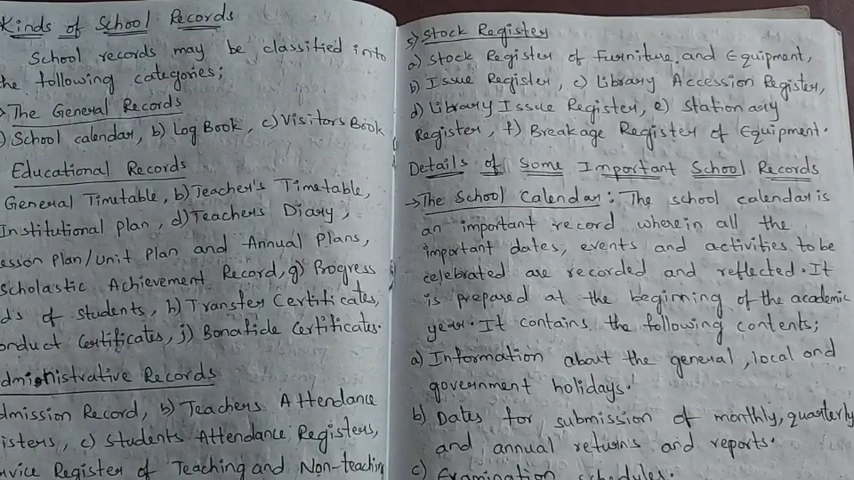 Kinds of School Records
School records may be classified into
the following categories;
The General Records
School calendar, b) Log Book, c) Visitors Book
Educational Records
General Timetable, b) Teacher's Timetable,
Institutional plan, d) Teachers Diary,
esson Plan/Unit Plan and Annual Plans,
Scholastic Achievement Record, g) Progress
ds of students, h) Transfer Certificates,
onduct Certificates, j) Bonafide Certificates.
dministrative Records
dmission Record, b) Teachers Attendance
isters, c) Students Attendance Registers,
rvice Register of Teaching and Non-teaching
5) Stock Register
a) Stock Register of Furniture and Equipment,
b) Issue Register, c) Library Accession Register,
d) Library Issue Register, e) Stationary
Register, f) Breakage Register of Equipment.
Details of Some Important School Records
→ The School Calendar: The school calendar is
an important record wherein all the
important dates, events and activities to be
celebrated are recorded and reflected. It
is prepared at the beginning of the academic
year. It contains the following contents;
a) Information about the general, local and
government holidays.
b) Dates for submission of monthly, quarterly
and annual returns and reports.
c) Examination schedules.